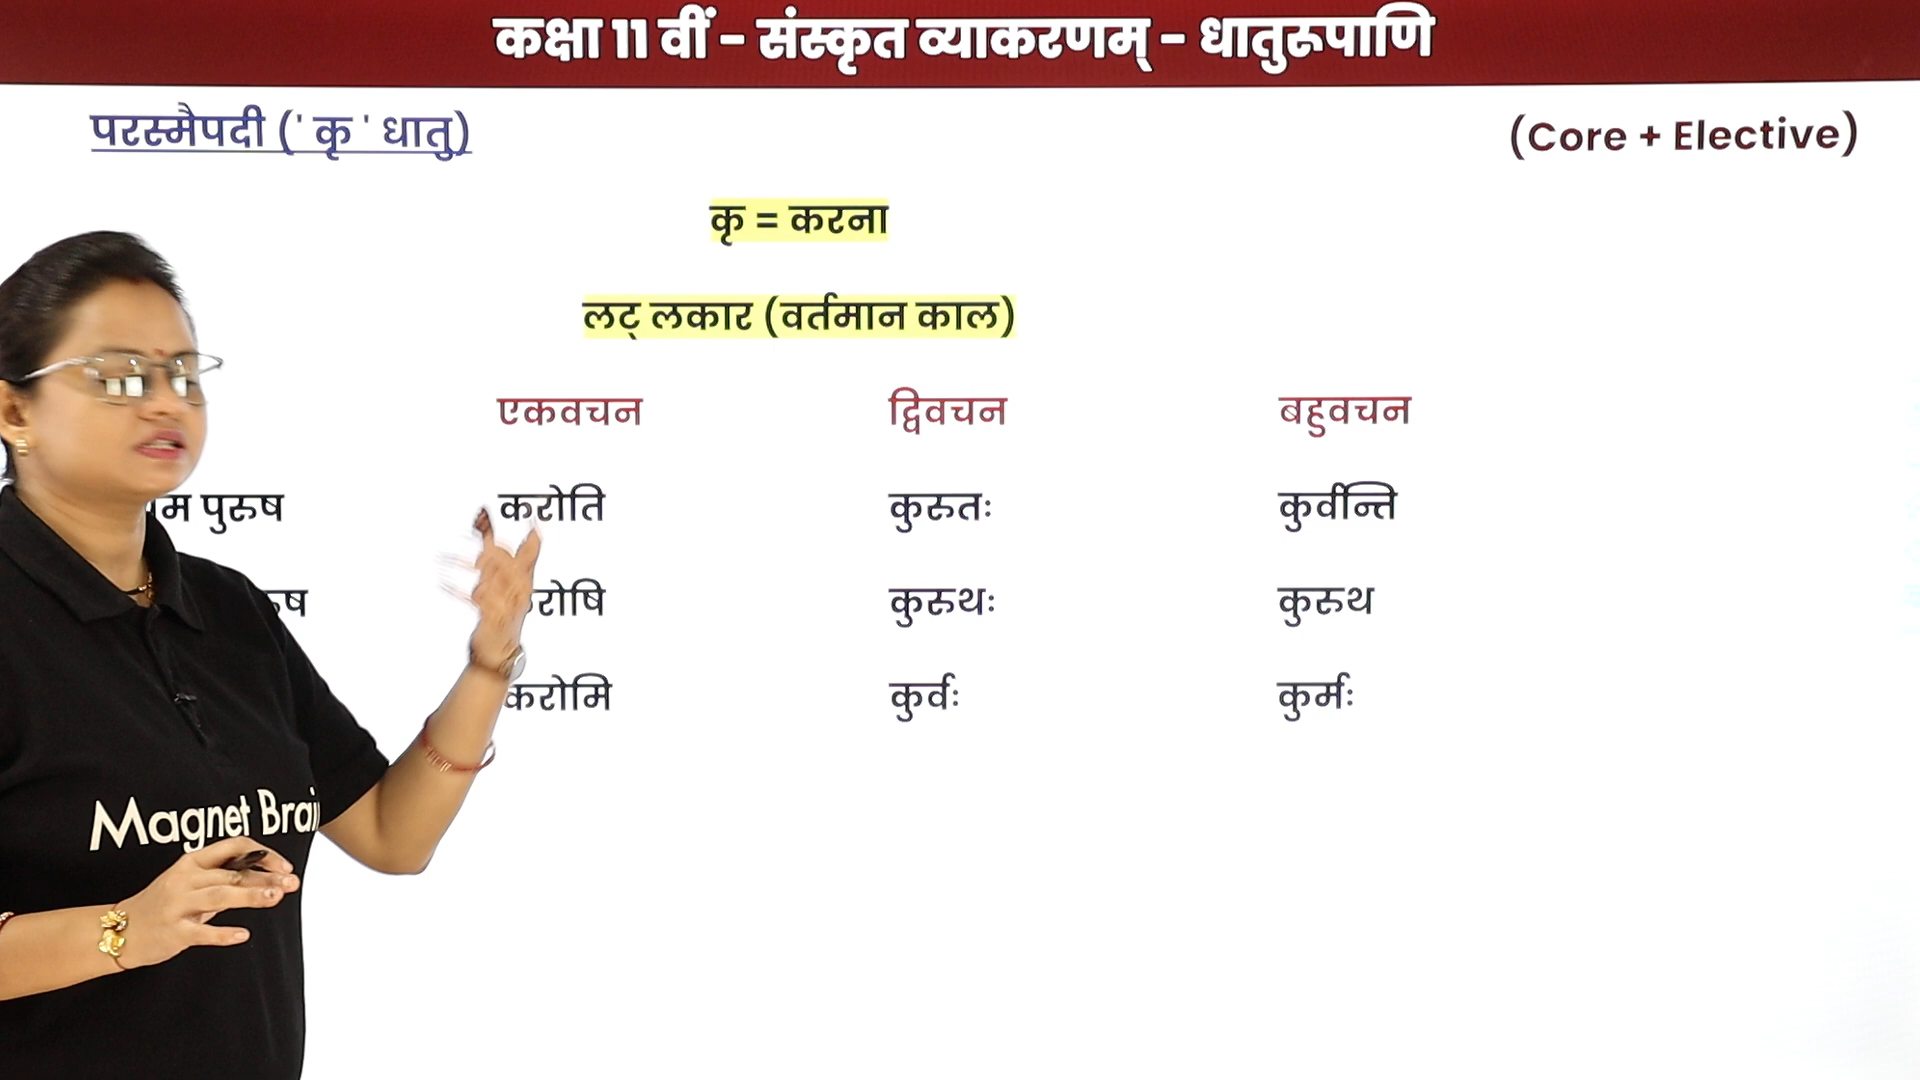 कक्षा 11 वीं - संस्कृत व्याकरणम् - धातुरूपाणि
परस्मैपदी (' कृ ' धातु) (Core + Elective)
कृ = करना
लट् लकार (वर्तमान काल)
एकवचन द्विवचन बहुवचन
पुरुष करोति कुरुतः कुर्वन्ति
कुरुथः कुरुथ
करोमि कुर्वः कुर्मः
Magnet